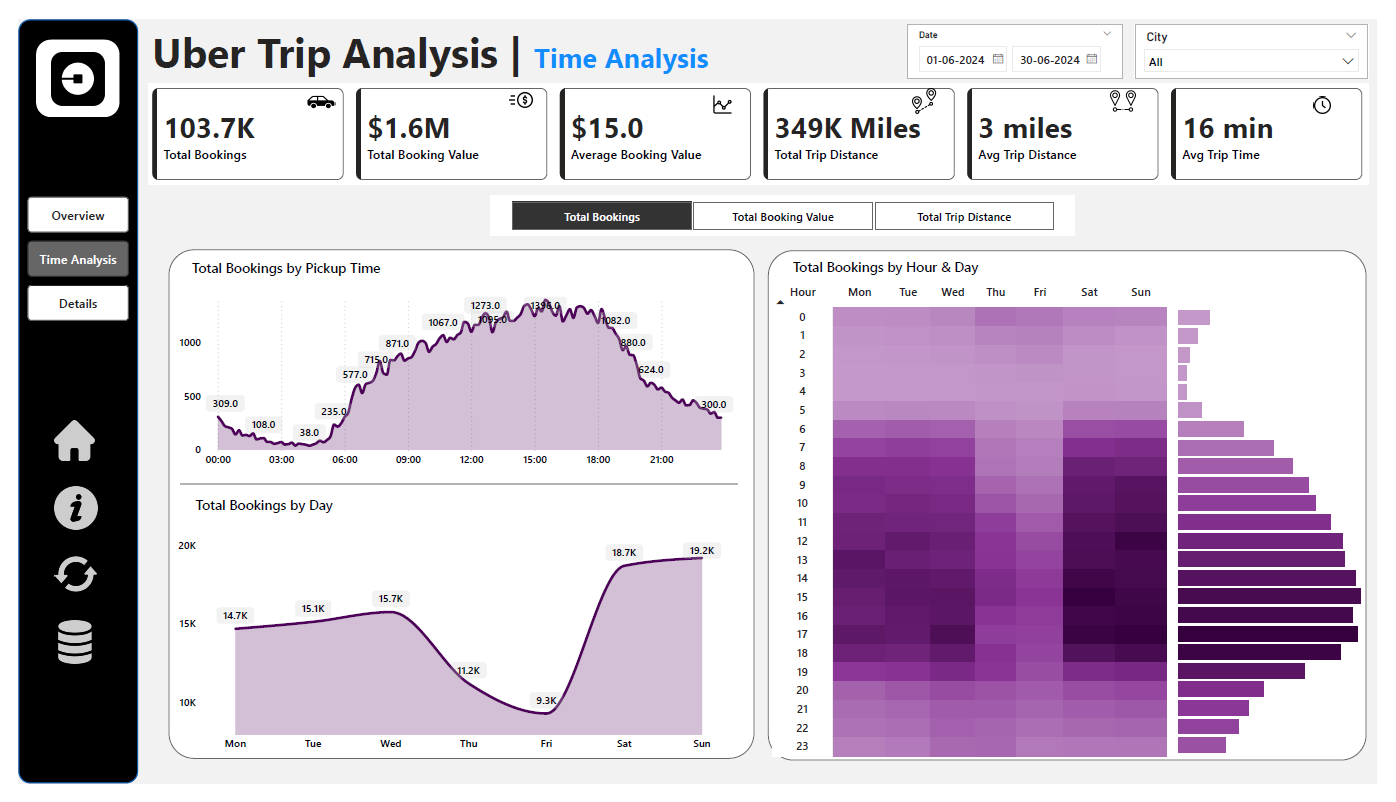 Uber Trip Analysis | Time Analysis
Date
01-06-2024 30-06-2024
City
All
103.7K
Total Bookings
$1.6M
Total Booking Value
$15.0
Average Booking Value
349K Miles
Total Trip Distance
3 miles
Avg Trip Distance
16 min
Avg Trip Time
Overview
Time Analysis
Details
Total Bookings Total Booking Value Total Trip Distance
Total Bookings by Pickup Time
1000
500
0
309.0 108.0 38.0 235.0 577.0 715.0 871.0 1067.0 1273.0 1095.0 1396.0 1082.0 880.0 624.0 300.0
00:00 03:00 06:00 09:00 12:00 15:00 18:00 21:00
Total Bookings by Day
20K
15K
10K
14.7K 15.1K 15.7K 11.2K 9.3K 18.7K 19.2K
Mon Tue Wed Thu Fri Sat Sun
Total Bookings by Hour & Day
Hour Mon Tue Wed Thu Fri Sat Sun
0
1
2
3
4
5
6
7
8
9
10
11
12
13
14
15
16
17
18
19
20
21
22
23